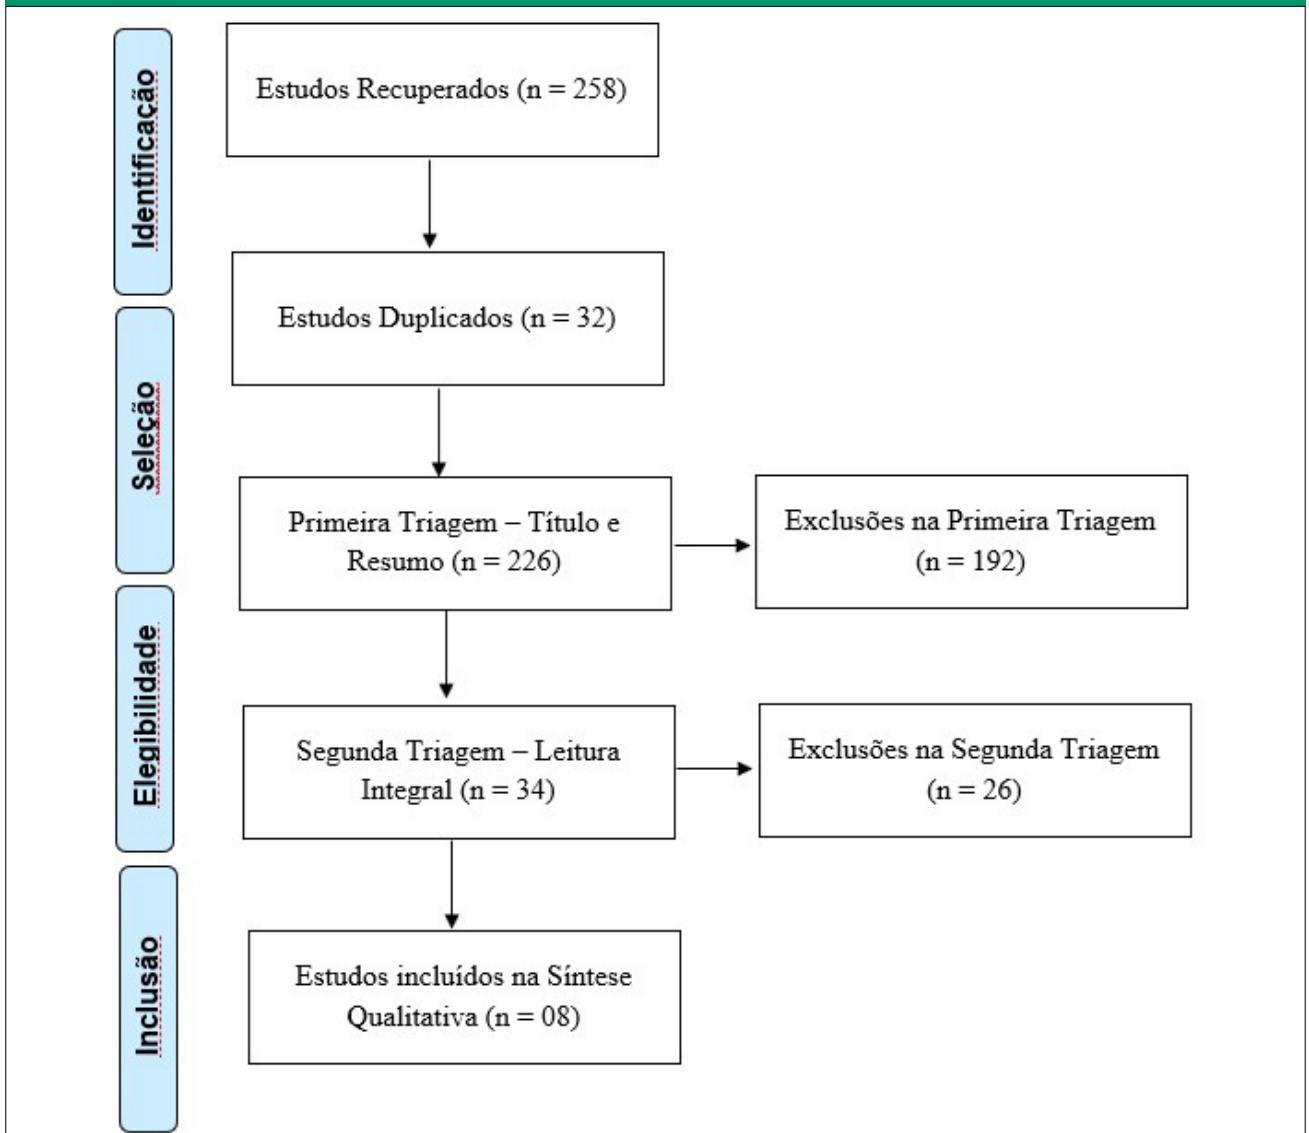 Identificação
Estudos Recuperados (n = 258)
Estudos Duplicados (n = 32)
Seleção
Primeira Triagem – Título e
Resumo (n = 226)
Exclusões na Primeira Triagem
(n = 192)
Elegibilidade
Segunda Triagem – Leitura
Integral (n = 34)
Exclusões na Segunda Triagem
(n = 26)
Inclusão
Estudos incluídos na Síntese
Qualitativa (n = 08)